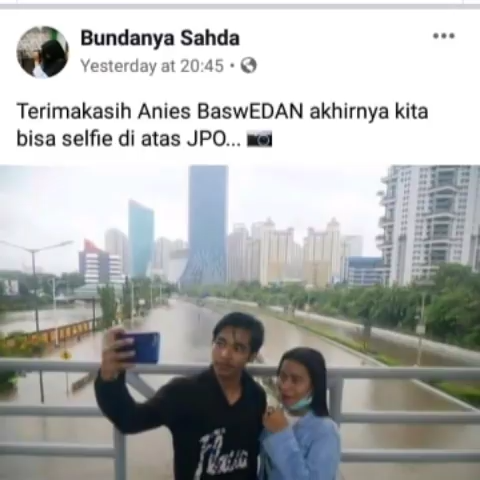 Bundanya Sahda
Yesterday at 20:45 •
Terimakasih Anies BaswEDAN akhirnya kita
bisa selfie di atas JPO... 📷